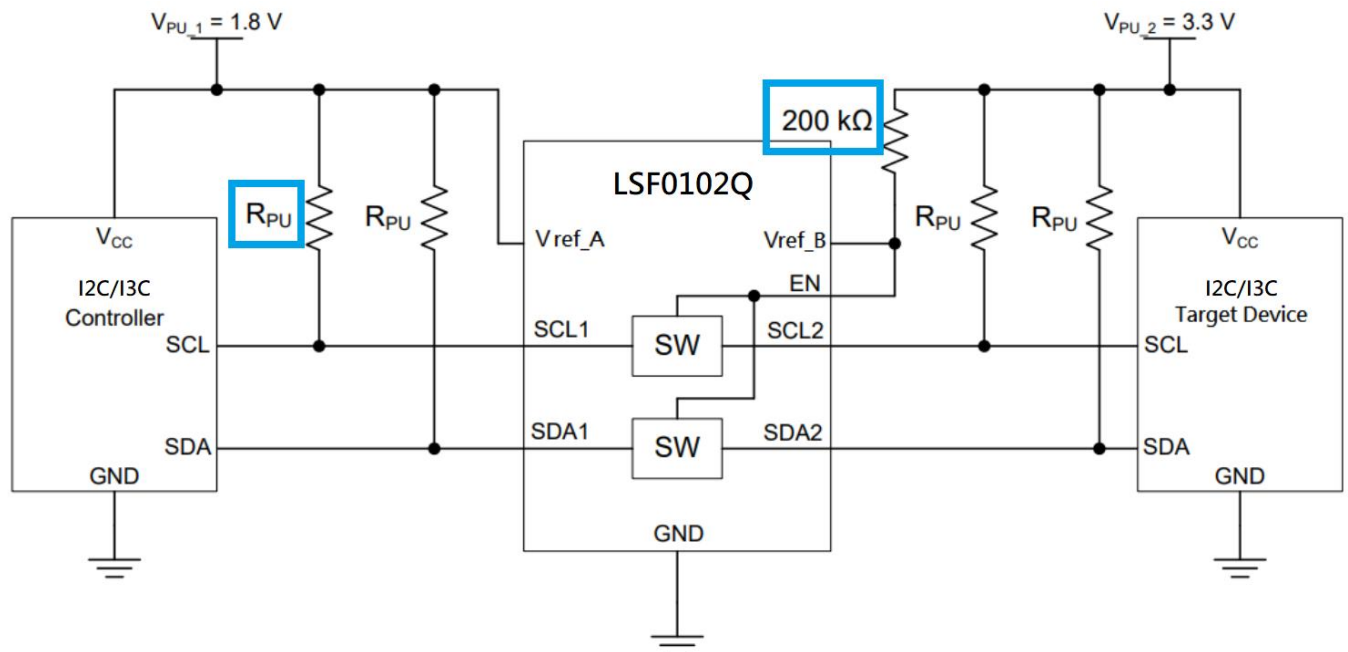 VPU_1 = 1.8 V
VPU_2 = 3.3 V
200 kΩ
LSF0102Q
RPU
RPU
RPU
RPU
VCC
Vref_A
Vref_B
VCC
I2C/I3C
Controller
EN
I2C/I3C
Target Device
SCL
SCL1
SW
SCL2
SCL
SDA
SDA1
SW
SDA2
SDA
GND
GND
GND